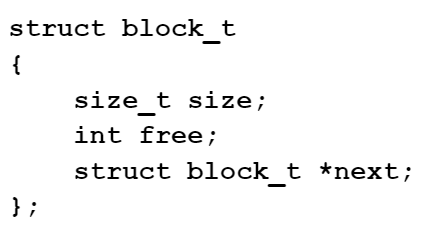 struct block_t
{
    size_t size;
    int free;
    struct block_t *next;
};